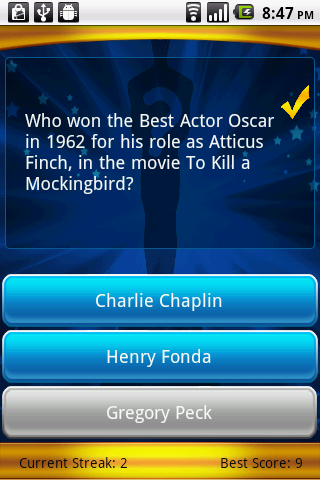 8:47 PM
Who won the Best Actor Oscar
in 1962 for his role as Atticus
Finch, in the movie To Kill a
Mockingbird?
Charlie Chaplin
Henry Fonda
Gregory Peck
Current Streak: 2 Best Score: 9